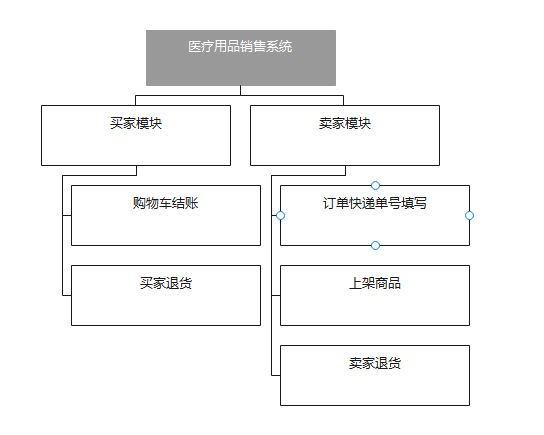 医疗用品销售系统
买家模块
卖家模块
购物车结账
订单快递单号填写
买家退货
上架商品
卖家退货